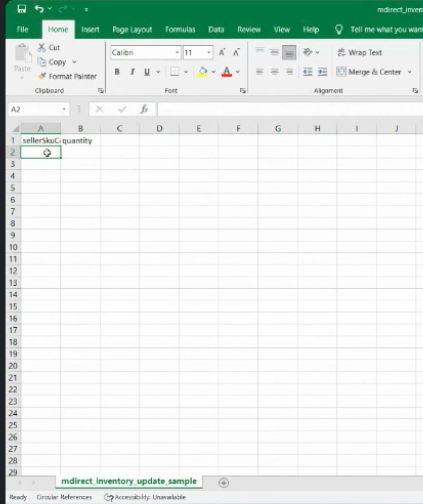 mdirect_inven
File Home Insert Page Layout Formulas Data Review View Help Tell me what you wan
Paste
Cut
Copy
Format Painter
Clipboard
Calibri 11 A A
B I U A
Font
Wrap Text
Merge & Center
Alignment
A2 fx
A B C D E F G H I J
1 sellerSkuC quantity
2
3
4
5
6
7
8
9
10
11
12
13
14
15
16
17
18
19
20
21
22
23
24
25
26
27
28
29
mdirect_inventory_update_sample
Ready Circular References Accessibility: Unavailable